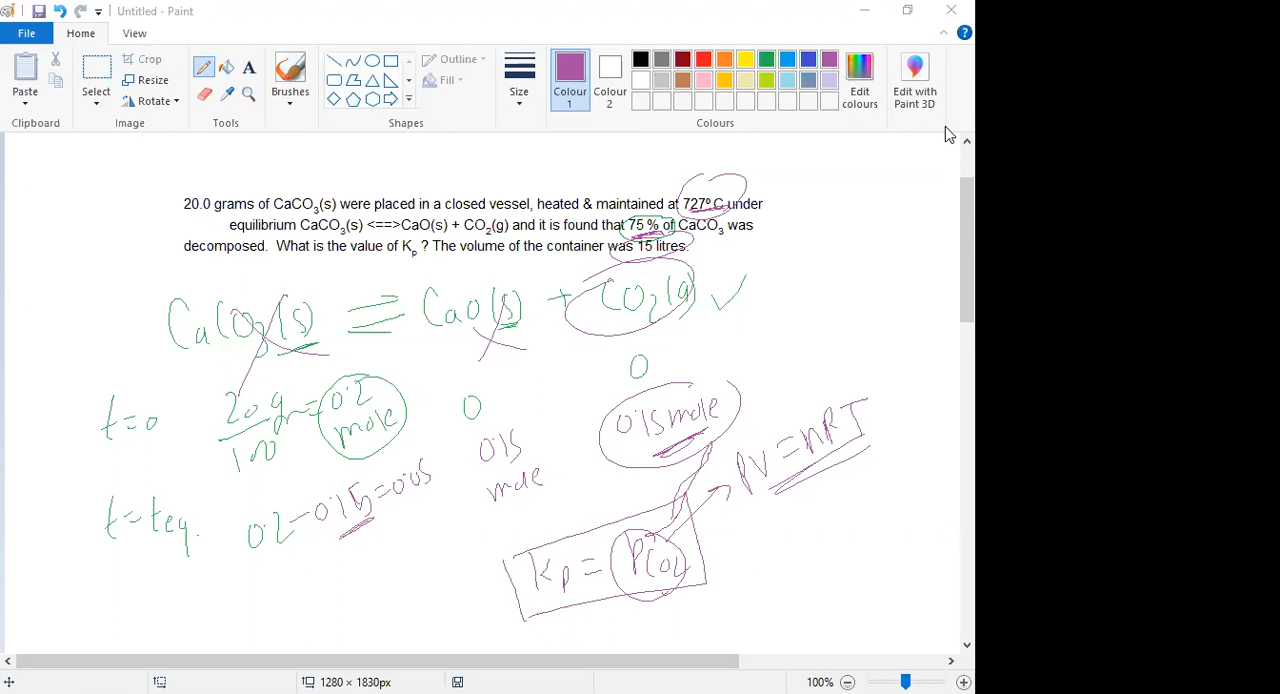 Untitled - Paint
File Home View
Paste
Clipboard
Select
Crop
Resize
Rotate
Image
A
Tools
Brushes
Outline
Fill
Shapes
Size
Colour 1
Colour 2
Edit colours
Colours
Edit with Paint 3D
20.0 grams of CaCO₃(s) were placed in a closed vessel, heated & maintained at 727⁰ C under
equilibrium CaCO₃(s) <==>CaO(s) + CO₂(g) and it is found that 75 % of CaCO₃ was
decomposed. What is the value of Kₚ ? The volume of the container was 15 litres.
CaCO₃(s) ⇌ CaO(s) + CO₂(g) ✓
0
t=0 20 g/100 = 0.2 mole 0 0.15 mole
0.15 mole
PV = nRT
t=teq. 0.2-0.15=0.05
Kp = PCO₂
1280 × 1830px
100%